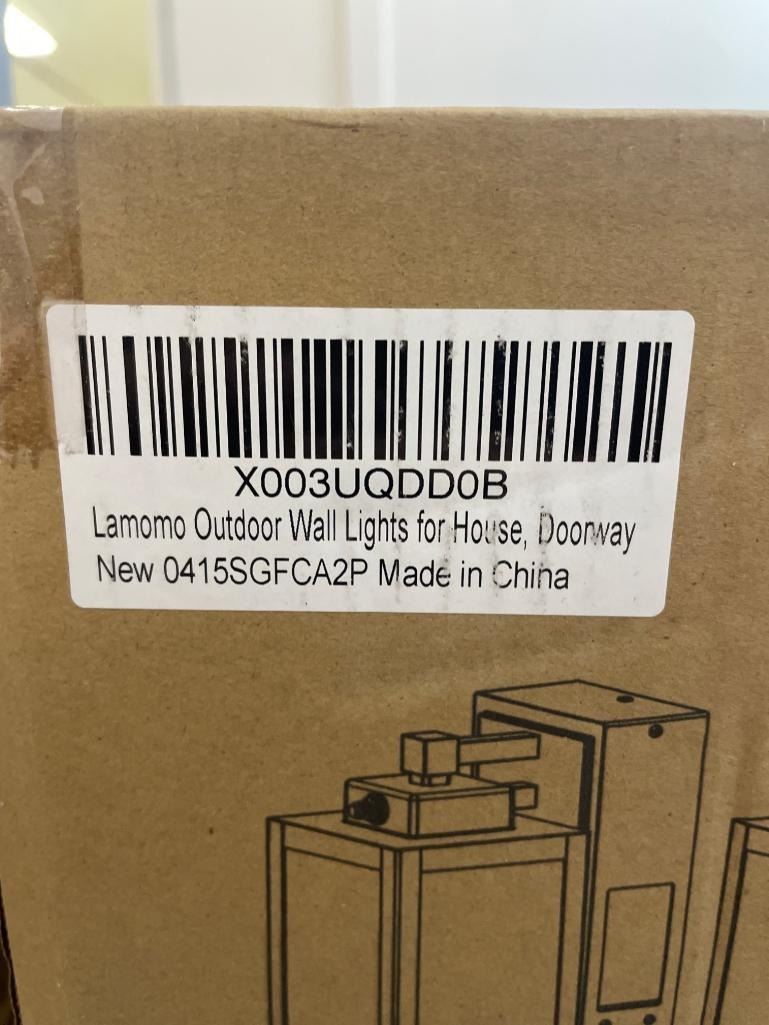 X003UQDD0B
Lamomo Outdoor Wall Lights for House, Doorway
New 0415SGFCA2P Made in China